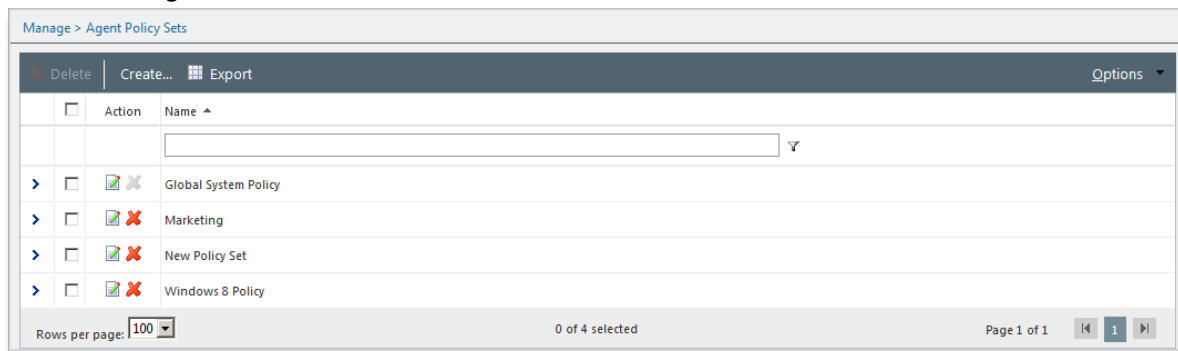 Manage > Agent Policy Sets
Delete Create... Export Options
Action Name
Global System Policy
Marketing
New Policy Set
Windows 8 Policy
Rows per page: 100 0 of 4 selected Page 1 of 1 1